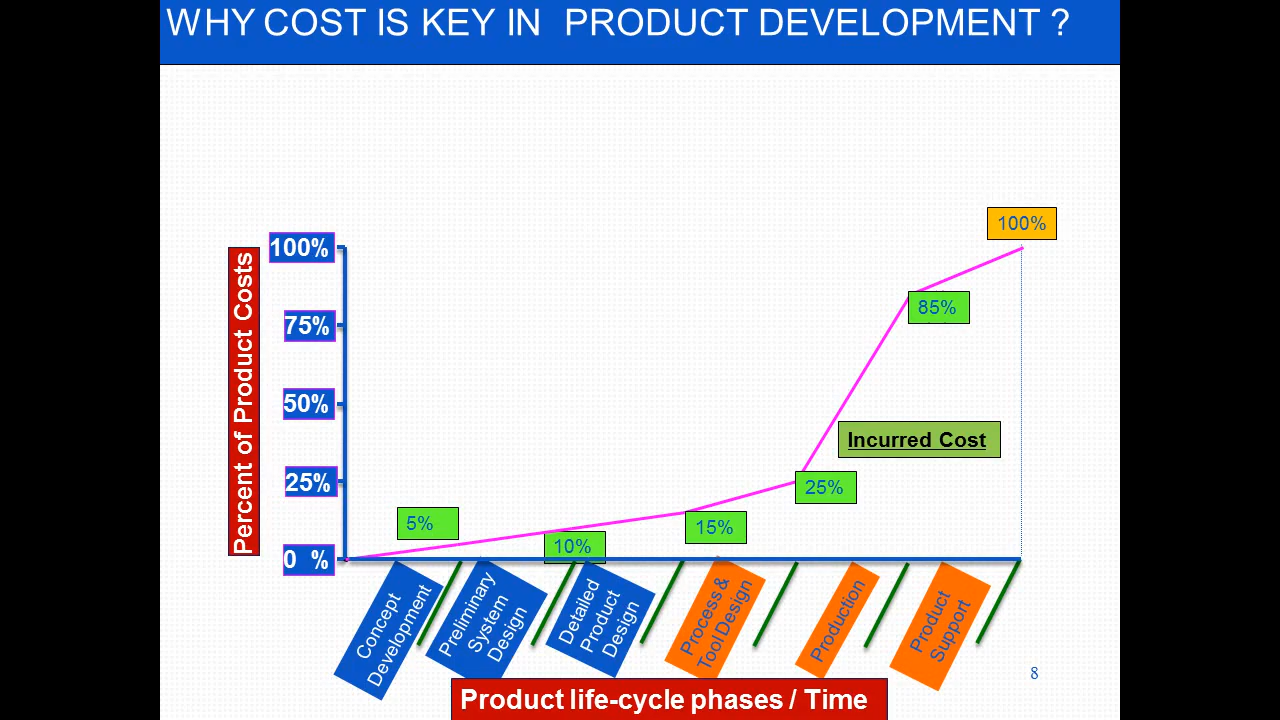 WHY COST IS KEY IN  PRODUCT DEVELOPMENT ?
100%
100%
75%
85%
50%
Percent of Product Costs
Incurred Cost
25%
25%
5%
15%
10%
0 %
Concept
Development
Preliminary
System
Design
Detailed
Product
Design
Process &
Tool Design
Production
Product
Support
8
Product life-cycle phases / Time